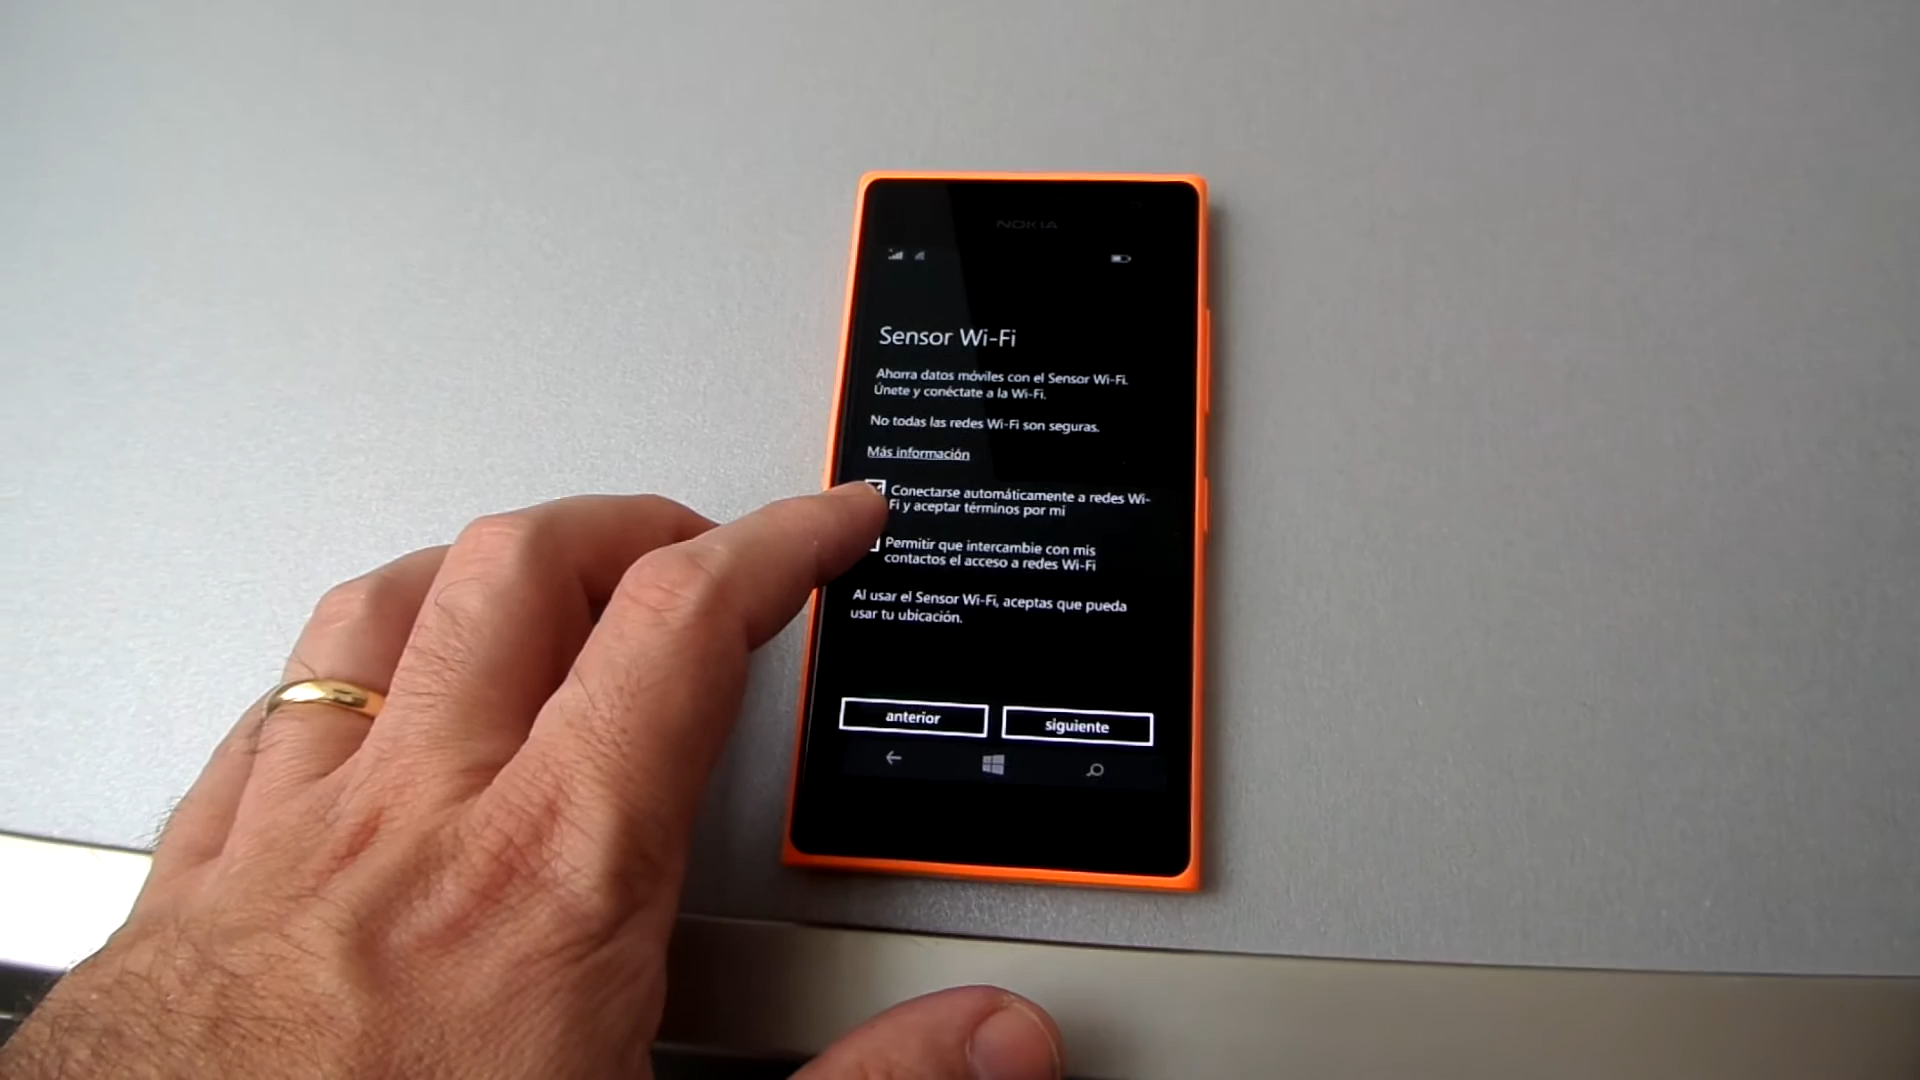 NOKIA
Sensor Wi-Fi
Ahorra datos móviles con el Sensor Wi-Fi.
Únete y conéctate a la Wi-Fi.
No todas las redes Wi-Fi son seguras.
Más información
Conectarse automáticamente a redes Wi-
Fi y aceptar términos por mí
Permitir que intercambie con mis
contactos el acceso a redes Wi-Fi
Al usar el Sensor Wi-Fi, aceptas que pueda
usar tu ubicación.
anterior siguiente